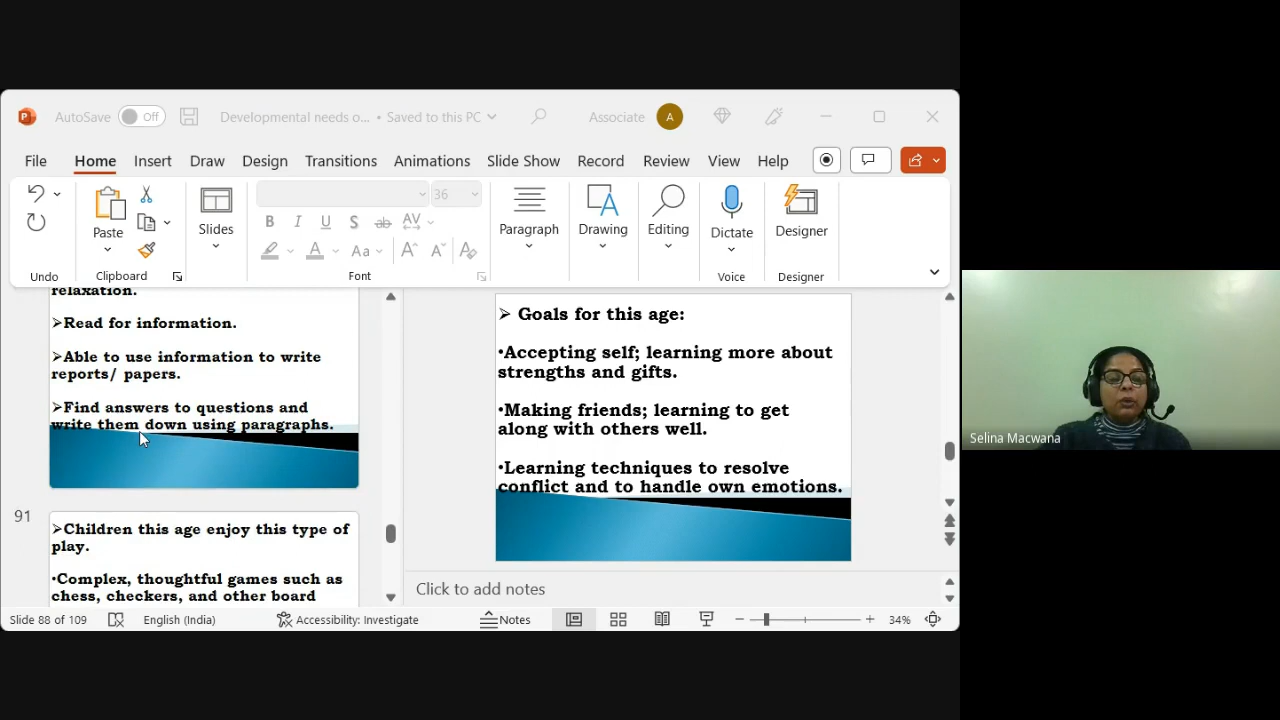 AutoSave Off Developmental needs o... • Saved to this PC Associate A
File Home Insert Draw Design Transitions Animations Slide Show Record Review View Help
36
Paste Slides Paragraph Drawing Editing Dictate Designer
B I U S ab AV
A Aa A A A
Undo Clipboard Font Voice Designer
relaxation.
➢Read for information.
➢Able to use information to write
reports/ papers.
➢Find answers to questions and
write them down using paragraphs.
91
➢Children this age enjoy this type of
play.
•Complex, thoughtful games such as
chess, checkers, and other board
➢ Goals for this age:
•Accepting self; learning more about
strengths and gifts.
•Making friends; learning to get
along with others well.
•Learning techniques to resolve
conflict and to handle own emotions.
Click to add notes
Slide 88 of 109 English (India) Accessibility: Investigate Notes 34%
Selina Macwana